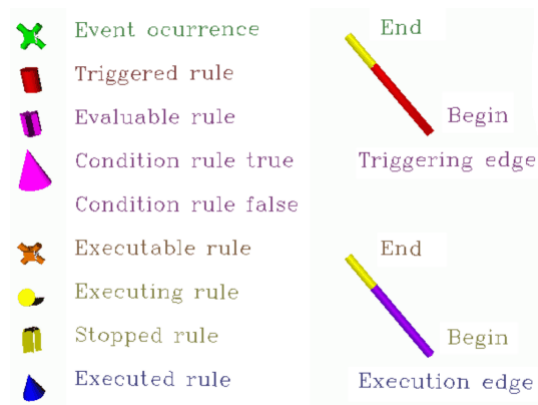 Event ocurrence
Triggered rule
Evaluable rule
Condition rule true
Condition rule false
Executable rule
Executing rule
Stopped rule
Executed rule
End
Begin
Triggering edge
End
Begin
Execution edge